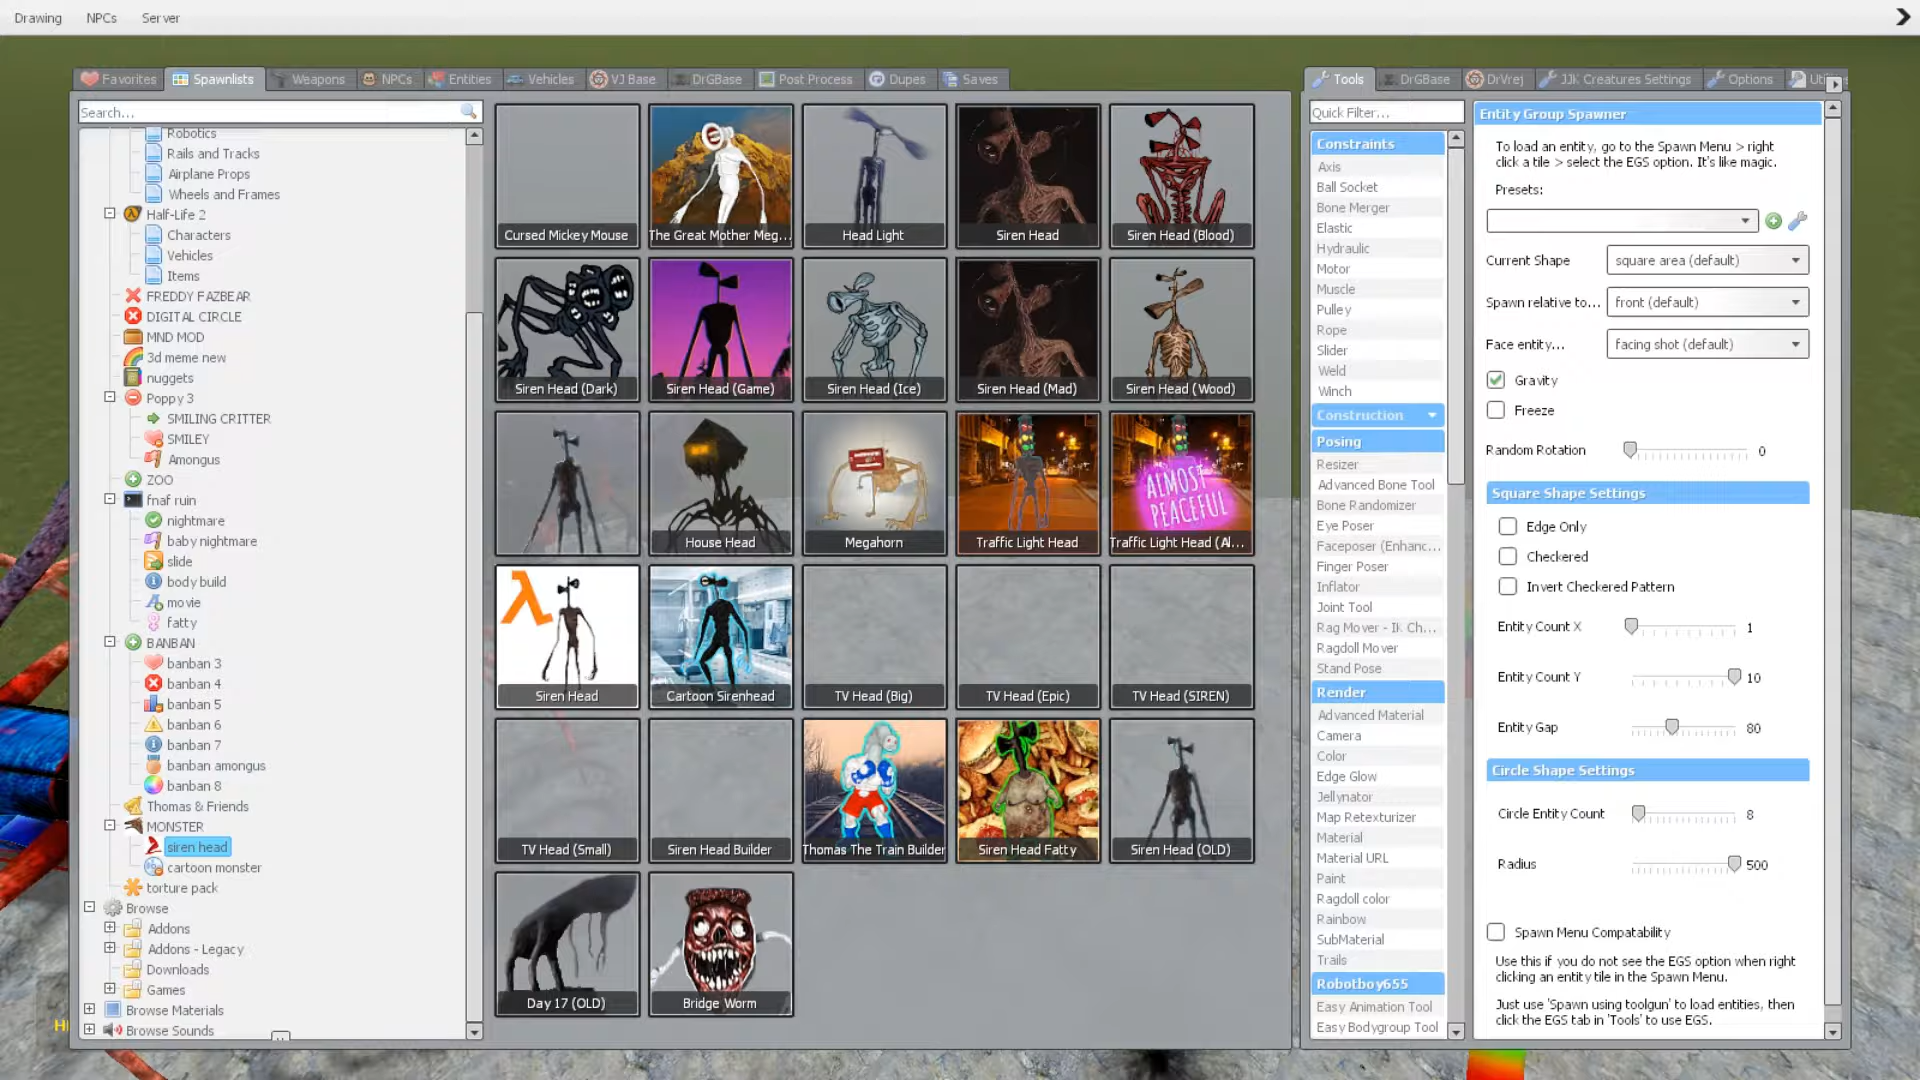 Drawing NPCs Server
Favorites Spawnlists Weapons NPCs Entities Vehicles VJ Base DrGBase Post Process Dupes Saves
Search...
Robotics
Rails and Tracks
Airplane Props
Wheels and Frames
Half-Life 2
Characters
Vehicles
Items
FREDDY FAZBEAR
DIGITAL CIRCLE
MND MOD
3d meme new
nuggets
Poppy 3
SMILING CRITTER
SMILEY
Amongus
ZOO
fnaf ruin
nightmare
baby nightmare
slide
body build
movie
fatty
BANBAN
banban 3
banban 4
banban 5
banban 6
banban 7
banban amongus
banban 8
Thomas & Friends
MONSTER
siren head
cartoon monster
torture pack
Browse
Addons
Addons - Legacy
Downloads
Games
Browse Materials
Browse Sounds
Cursed Mickey Mouse The Great Mother Meg... Head Light Siren Head Siren Head (Blood)
Siren Head (Dark) Siren Head (Game) Siren Head (Ice) Siren Head (Mad) Siren Head (Wood)
ALMOST
PEACEFUL
House Head Megahorn Traffic Light Head Traffic Light Head (Al...
Siren Head Cartoon Sirenhead TV Head (Big) TV Head (Epic) TV Head (SIREN)
TV Head (Small) Siren Head Builder Thomas The Train Builder Siren Head Fatty Siren Head (OLD)
Day 17 (OLD) Bridge Worm
Tools DrGBase DrVrej JJK Creatures Settings Options Uti
Quick Filter...
Constraints
Axis
Ball Socket
Bone Merger
Elastic
Hydraulic
Motor
Muscle
Pulley
Rope
Slider
Weld
Winch
Construction
Posing
Resizer
Advanced Bone Tool
Bone Randomizer
Eye Poser
Faceposer (Enhanc...
Finger Poser
Inflator
Joint Tool
Rag Mover - IK Ch...
Ragdoll Mover
Stand Pose
Render
Advanced Material
Camera
Color
Edge Glow
Jellynator
Map Retexturizer
Material
Material URL
Paint
Ragdoll color
Rainbow
SubMaterial
Trails
Robotboy655
Easy Animation Tool
Easy Bodygroup Tool
Entity Group Spawner
To load an entity, go to the Spawn Menu > right
click a tile > select the EGS option. It's like magic.
Presets:
Current Shape square area (default)
Spawn relative to... front (default)
Face entity... facing shot (default)
Gravity
Freeze
Random Rotation 0
Square Shape Settings
Edge Only
Checkered
Invert Checkered Pattern
Entity Count X 1
Entity Count Y 10
Entity Gap 80
Circle Shape Settings
Circle Entity Count 8
Radius 500
Spawn Menu Compatability
Use this if you do not see the EGS option when right
clicking an entity tile in the Spawn Menu.
Just use 'Spawn using toolgun' to load entities, then
click the EGS tab in 'Tools' to use EGS.